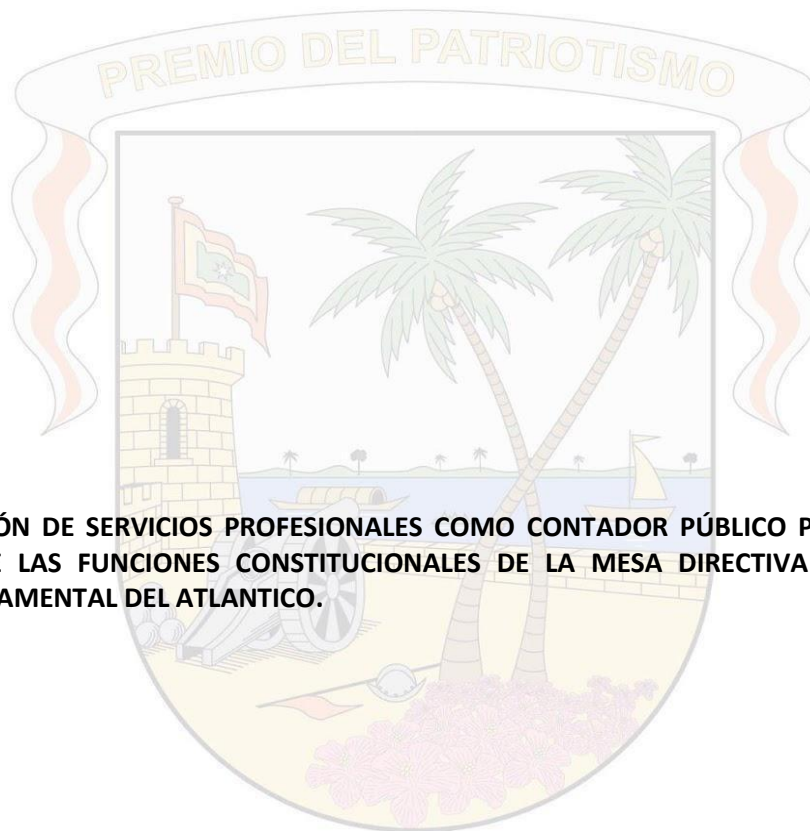 PREMIO DEL PATRIOTISMO
ÓN DE SERVICIOS PROFESIONALES COMO CONTADOR PÚBLICO P
E LAS FUNCIONES CONSTITUCIONALES DE LA MESA DIRECTIVA
AMENTAL DEL ATLANTICO.